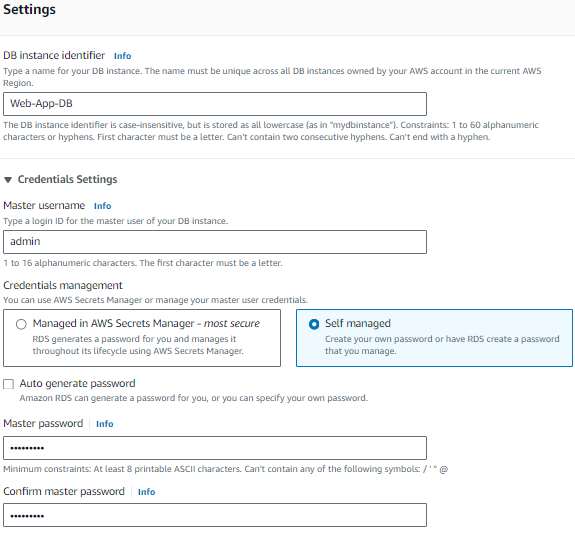 Settings
DB instance identifier Info
Type a name for your DB instance. The name must be unique across all DB instances owned by your AWS account in the current AWS
Region.
Web-App-DB
The DB instance identifier is case-insensitive, but is stored as all lowercase (as in "mydbinstance"). Constraints: 1 to 60 alphanumeric
characters or hyphens. First character must be a letter. Can't contain two consecutive hyphens. Can't end with a hyphen.
▼ Credentials Settings
Master username Info
Type a login ID for the master user of your DB instance.
admin
1 to 16 alphanumeric characters. The first character must be a letter.
Credentials management
You can use AWS Secrets Manager or manage your master user credentials.
Managed in AWS Secrets Manager - most secure
RDS generates a password for you and manages it
throughout its lifecycle using AWS Secrets Manager.
Self managed
Create your own password or have RDS create a password
that you manage.
Auto generate password
Amazon RDS can generate a password for you, or you can specify your own password.
Master password Info
•••••••••
Minimum constraints: At least 8 printable ASCII characters. Can't contain any of the following symbols: / ' " @
Confirm master password Info
•••••••••